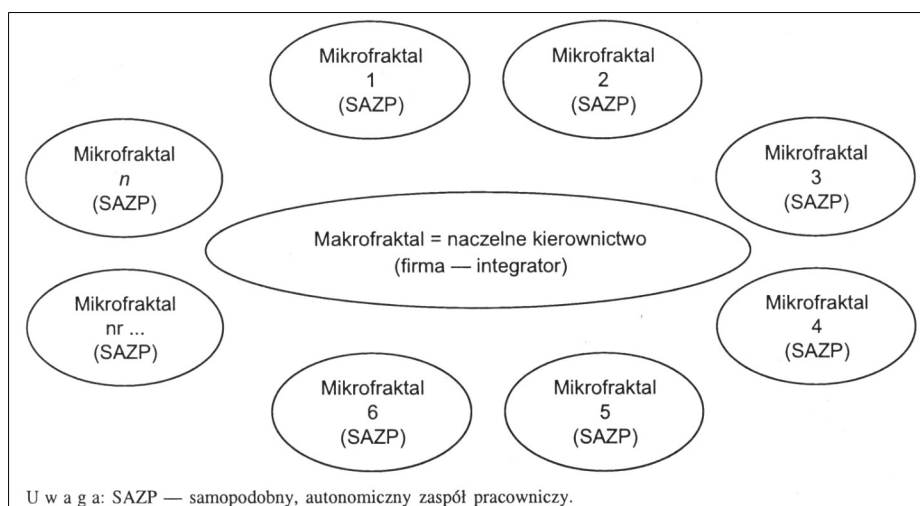 Mikrofraktal
1
(SAZP)
Mikrofraktal
2
(SAZP)
Mikrofraktal
n
(SAZP)
Mikrofraktal
3
(SAZP)
Makrofraktal = naczelne kierownictwo
(firma — integrator)
Mikrofraktal
nr ...
(SAZP)
Mikrofraktal
4
(SAZP)
Mikrofraktal
6
(SAZP)
Mikrofraktal
5
(SAZP)
U w a g a: SAZP — samopodobny, autonomiczny zaspół pracowniczy.